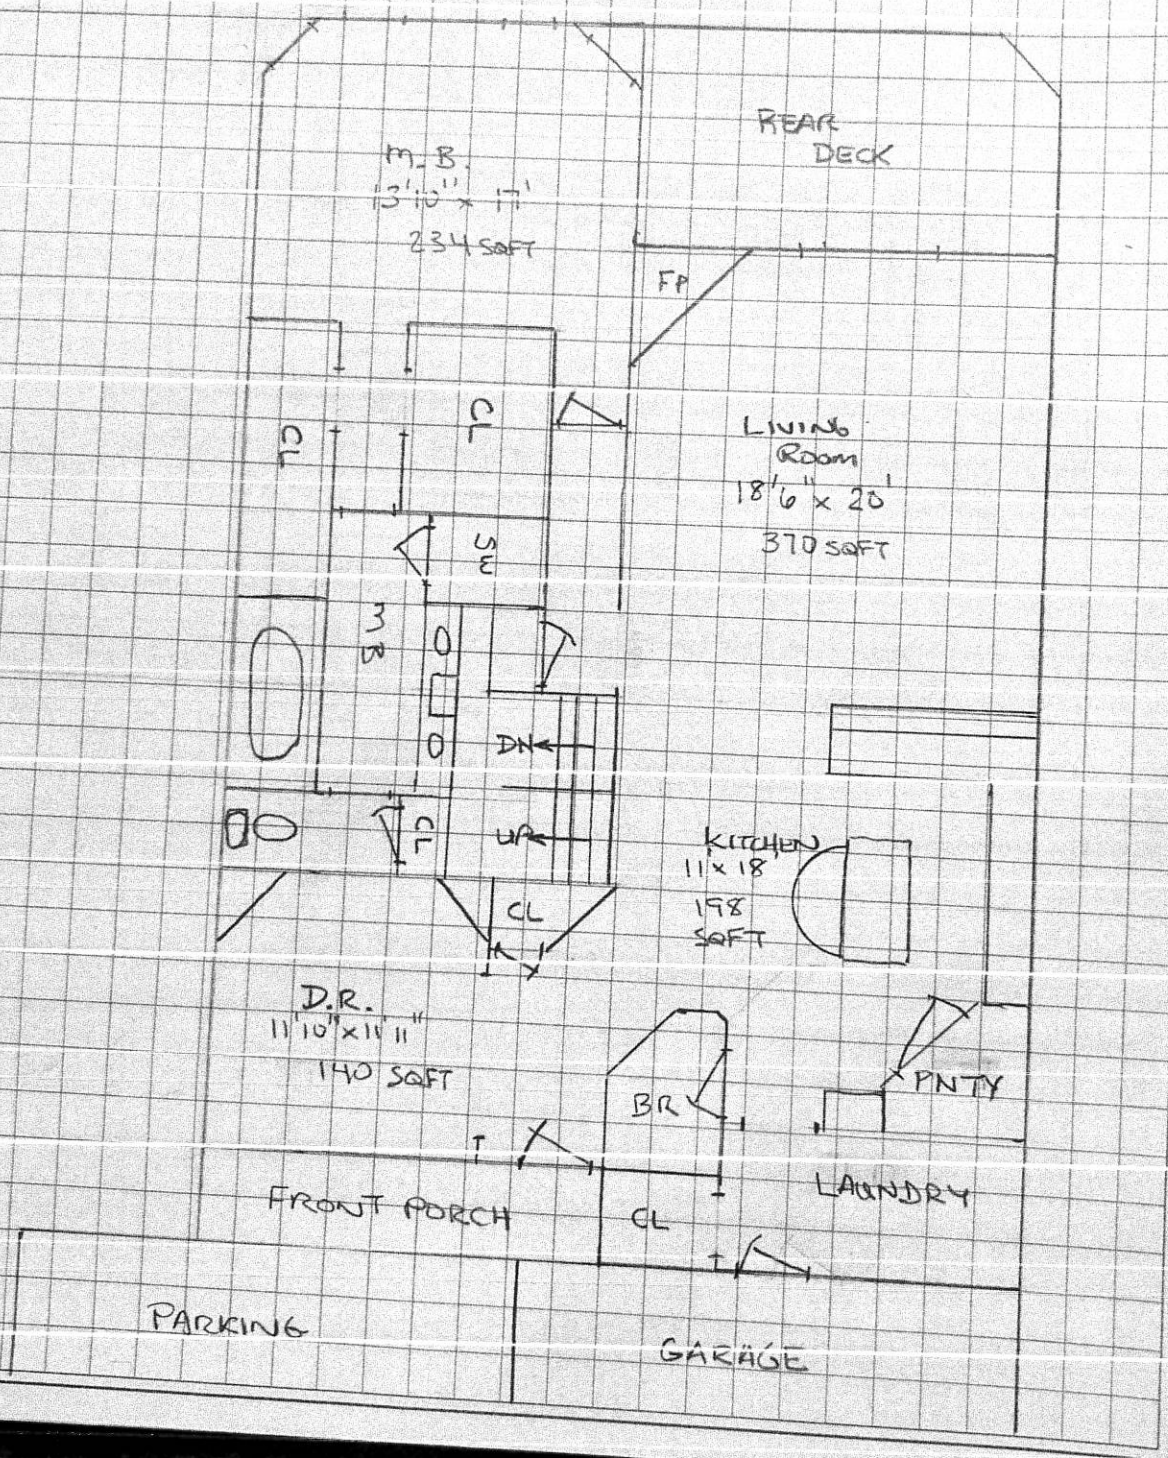 REAR
DECK
M.B.
13'10" x 17'
234 SQFT
FP
CL
CL
LIVING
ROOM
18'6" x 20'
370 SQFT
SW
MB
DN
UP
CL
KITCHEN
11 x 18
198
SQFT
CL
D.R.
11'10" x 11'11"
140 SQFT
PNTY
BR
LAUNDRY
FRONT PORCH
CL
PARKING
GARAGE